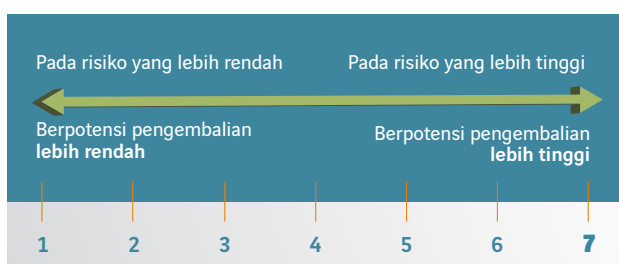 Pada risiko yang lebih rendah
Pada risiko yang lebih tinggi
Berpotensi pengembalian
lebih rendah
Berpotensi pengembalian
lebih tinggi
1 2 3 4 5 6 7